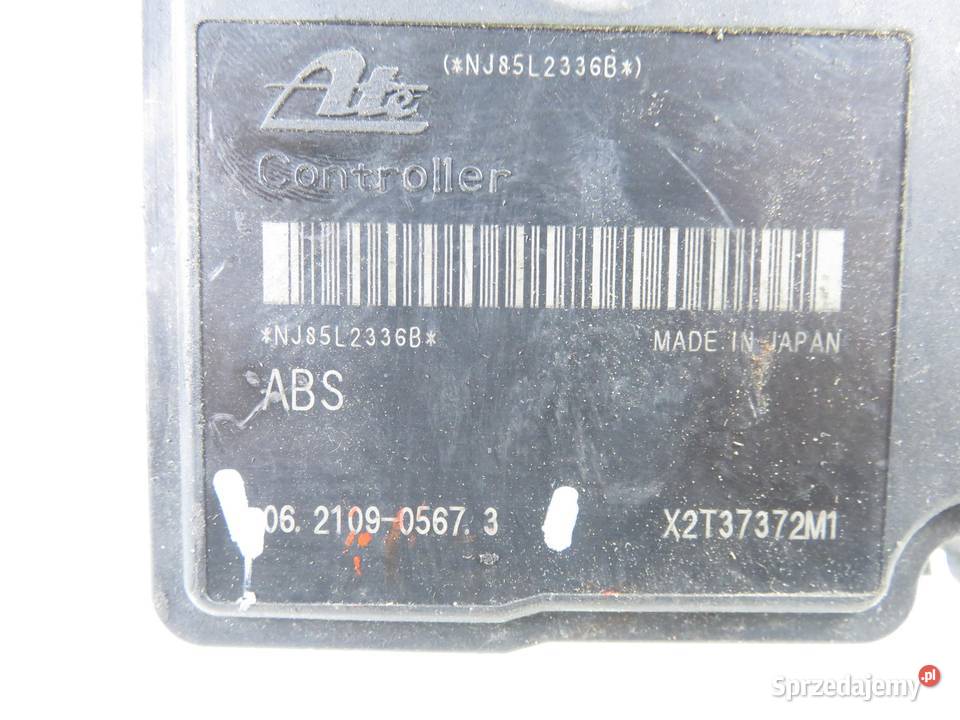 (*NJ85L2336B*)
Ate
Controller
*NJ85L2336B*
MADE IN JAPAN
ABS
06.2109-0567.3
X2T37372M1
Sprzedajemy.pl